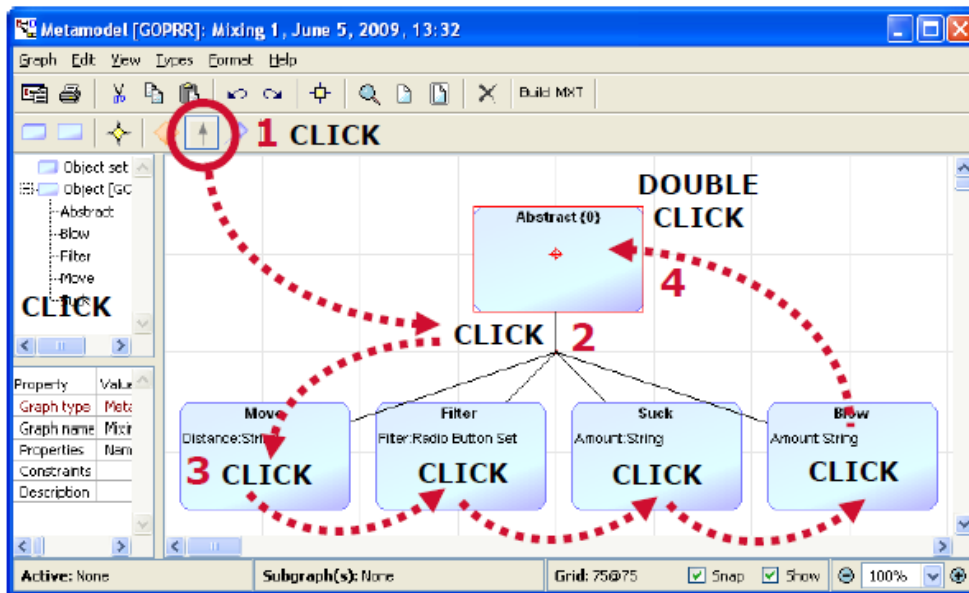 Metamodel [GOPRR]: Mixing 1, June 5, 2009, 13:32
Graph Edit View Types Format Help
Build MXT
1 CLICK
Object set
Object [GO
Abstract
Blow
Filter
Move
CLICK
DOUBLE
CLICK
Abstract {0}
4
CLICK 2
Property Value
Graph type Meta
Graph name Mixin
Properties Nam
Constraints
Description
Move
Distance:String
3 CLICK
Filter
Filter:Radio Button Set
CLICK
Suck
Amount:String
CLICK
Blow
Amount:String
CLICK
Active: None
Subgraph(s): None
Grid: 75@75
Snap
Show
100%